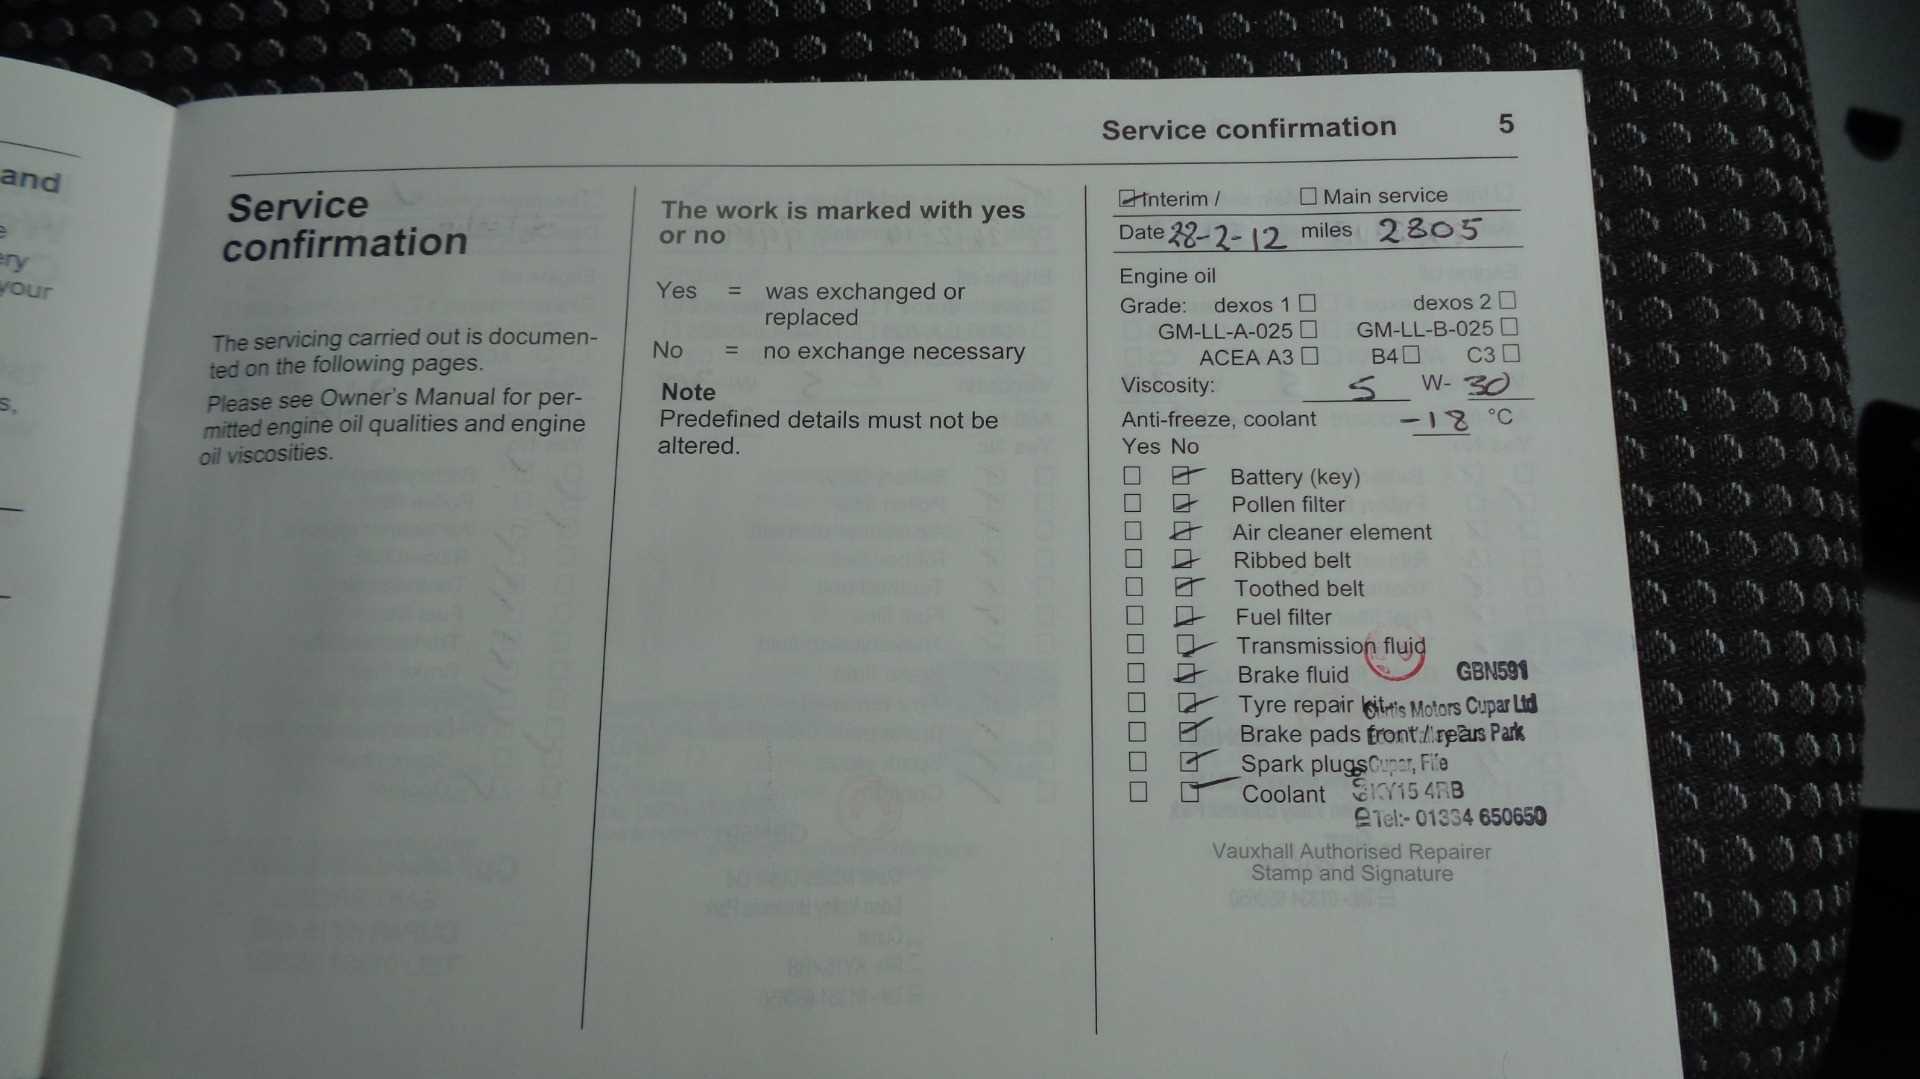 and
ery
your
s,
Service confirmation 5
Service
confirmation
The servicing carried out is documen-
ted on the following pages.
Please see Owner's Manual for per-
mitted engine oil qualities and engine
oil viscosities.
The work is marked with yes
or no
Yes = was exchanged or
replaced
No = no exchange necessary
Note
Predefined details must not be
altered.
Interim / Main service
Date 28-2-12 miles 2805
Engine oil
Grade: dexos 1 dexos 2
GM-LL-A-025 GM-LL-B-025
ACEA A3 B4 C3
Viscosity: 5 W- 30
Anti-freeze, coolant -18 °C
Yes No
Battery (key)
Pollen filter
Air cleaner element
Ribbed belt
Toothed belt
Fuel filter
Transmission fluid
Brake fluid GBN591
Tyre repair kit Curtis Motors Cupar Ltd
Brake pads front / rear Park
Spark plugs Cupar, Fife
Coolant KY15 4RB
Tel:- 01334 650650
Vauxhall Authorised Repairer
Stamp and Signature